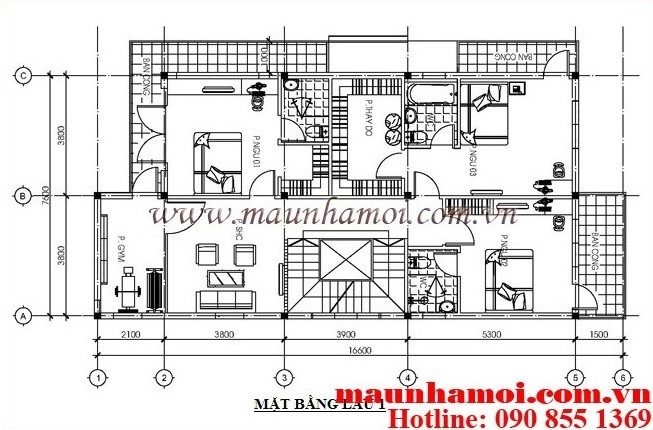 1000
BAN CONG
BAN CONG
C
3800
P.NGU 01
P.THAY DO
WC
P.NGU 03
7600
B
www.maunhamoi.com.vn
3800
P. GYM
P. SHC
WC
P.NGU 02
BAN CONG
A
2100
3800
3900
5300
1500
16600
1
2
3
4
5
6
MẶT BẰNG LẦU 1
maunhamoi.com.vn
Hotline: 090 855 1369